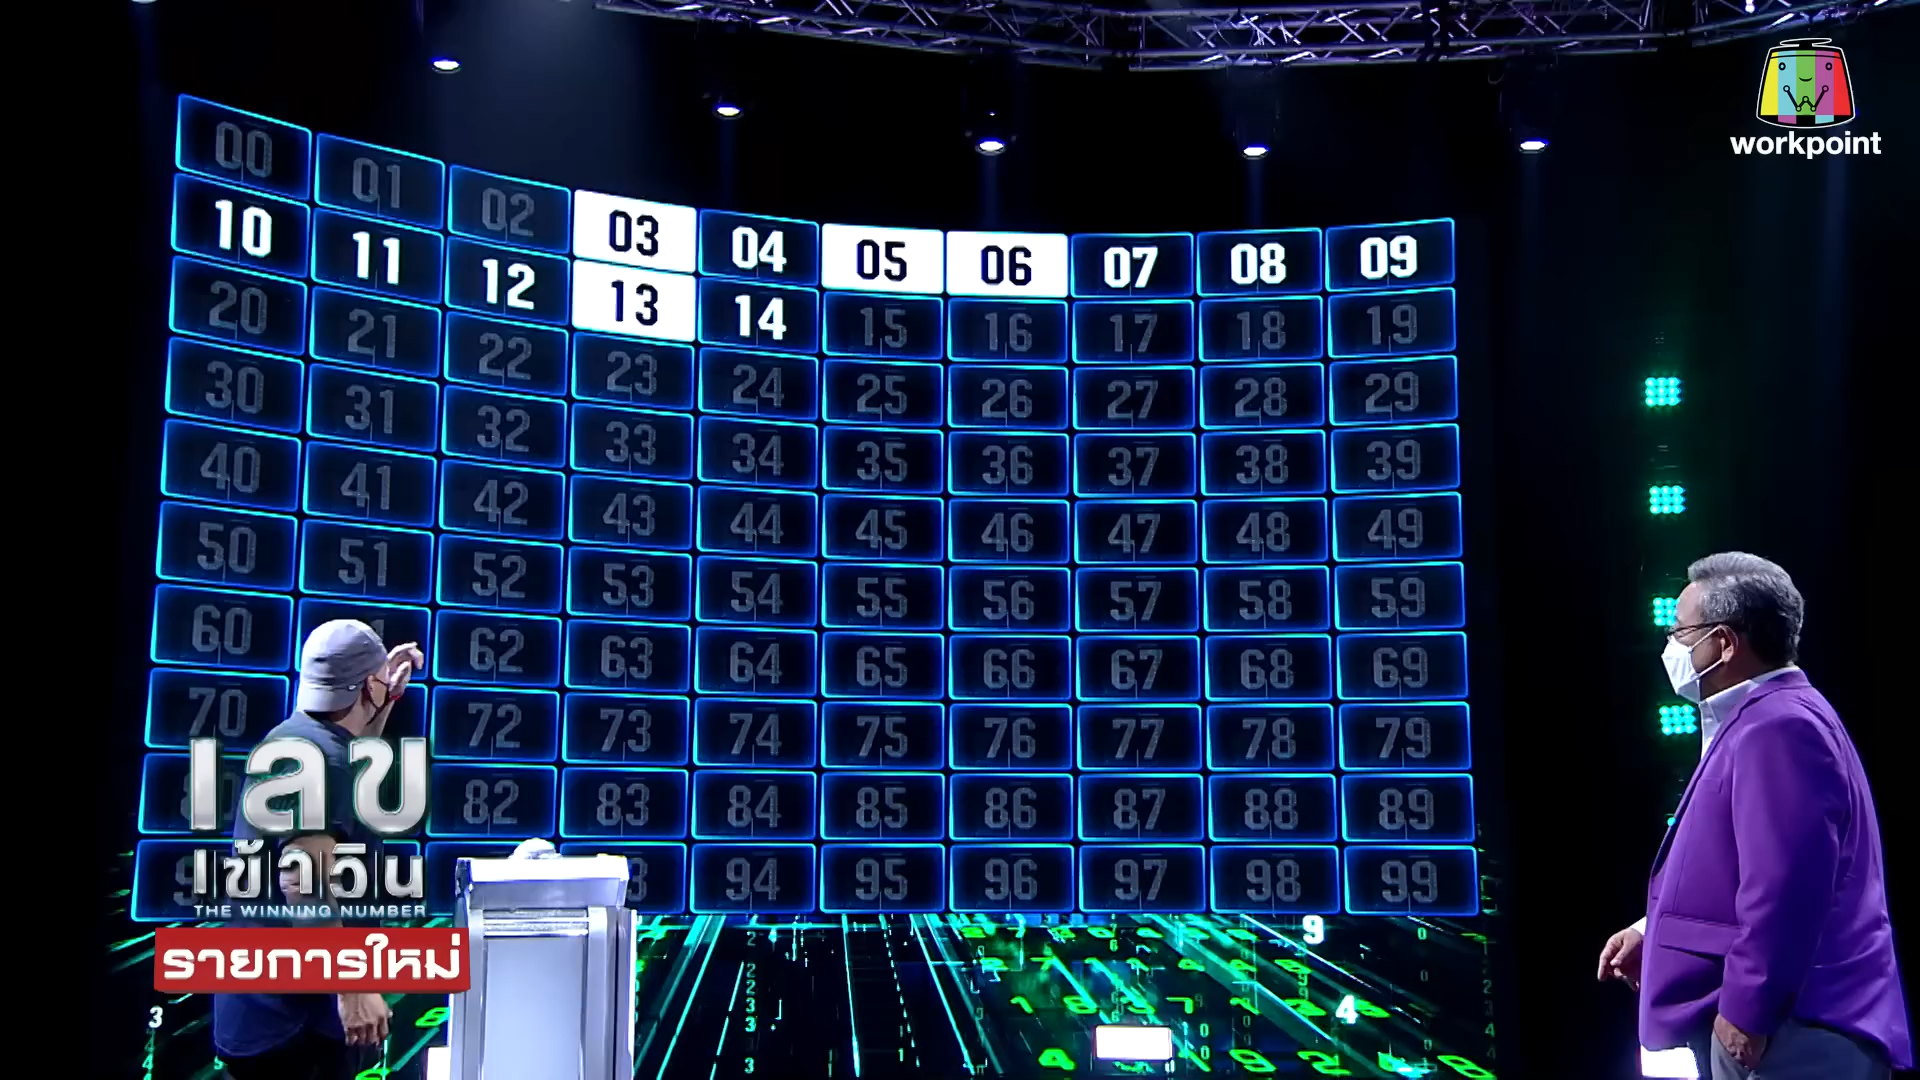 workpoint
00 01 02 03 04 05 06 07 08 09
10 11 12 13 14 15 16 17 18 19
20 21 22 23 24 25 26 27 28 29
30 31 32 33 34 35 36 37 38 39
40 41 42 43 44 45 46 47 48 49
50 51 52 53 54 55 56 57 58 59
60 62 63 64 65 66 67 68 69
70 72 73 74 75 76 77 78 79
82 83 84 85 86 87 88 89
94 95 96 97 98 99
เลข
เข้าวิน
THE WINNING NUMBER
รายการใหม่